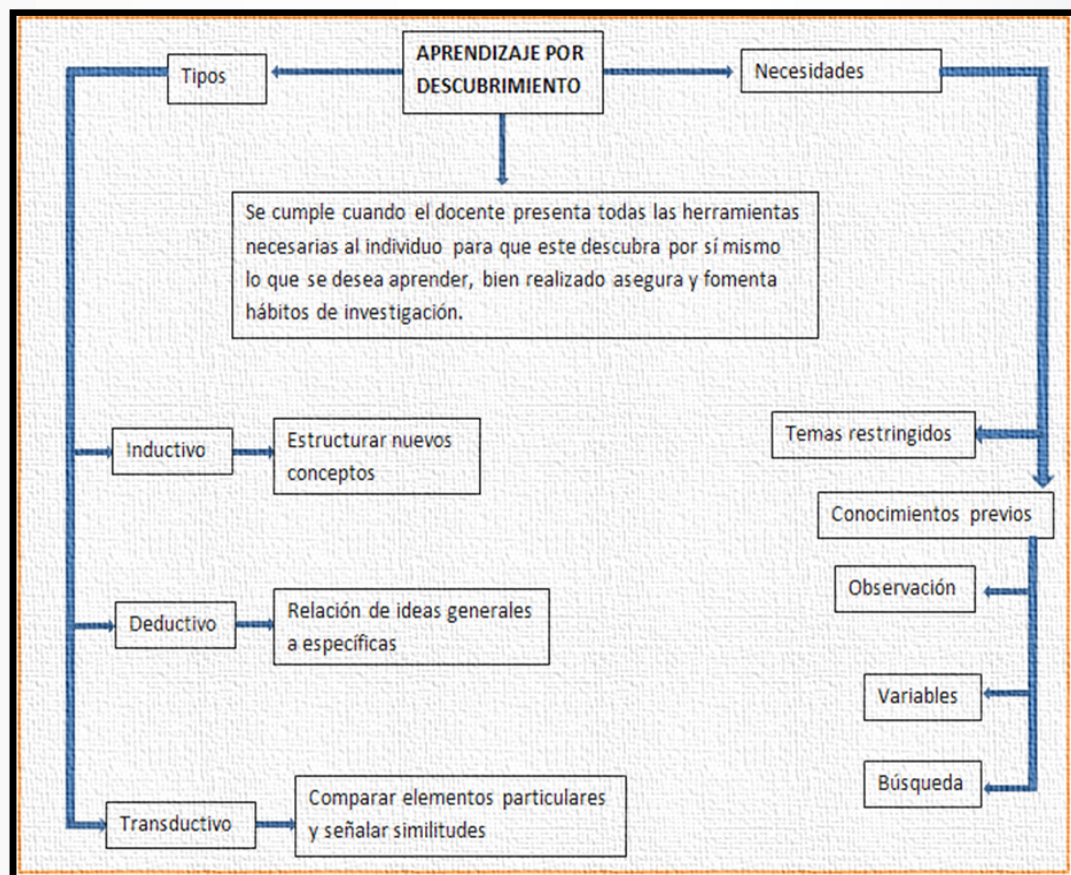 APRENDIZAJE POR
DESCUBRIMIENTO
Tipos
Necesidades
Se cumple cuando el docente presenta todas las herramientas
necesarias al individuo para que este descubra por sí mismo
lo que se desea aprender, bien realizado asegura y fomenta
hábitos de investigación.
Inductivo
Estructurar nuevos
conceptos
Deductivo
Relación de ideas generales
a específicas
Transductivo
Comparar elementos particulares
y señalar similitudes
Temas restringidos
Conocimientos previos
Observación
Variables
Búsqueda